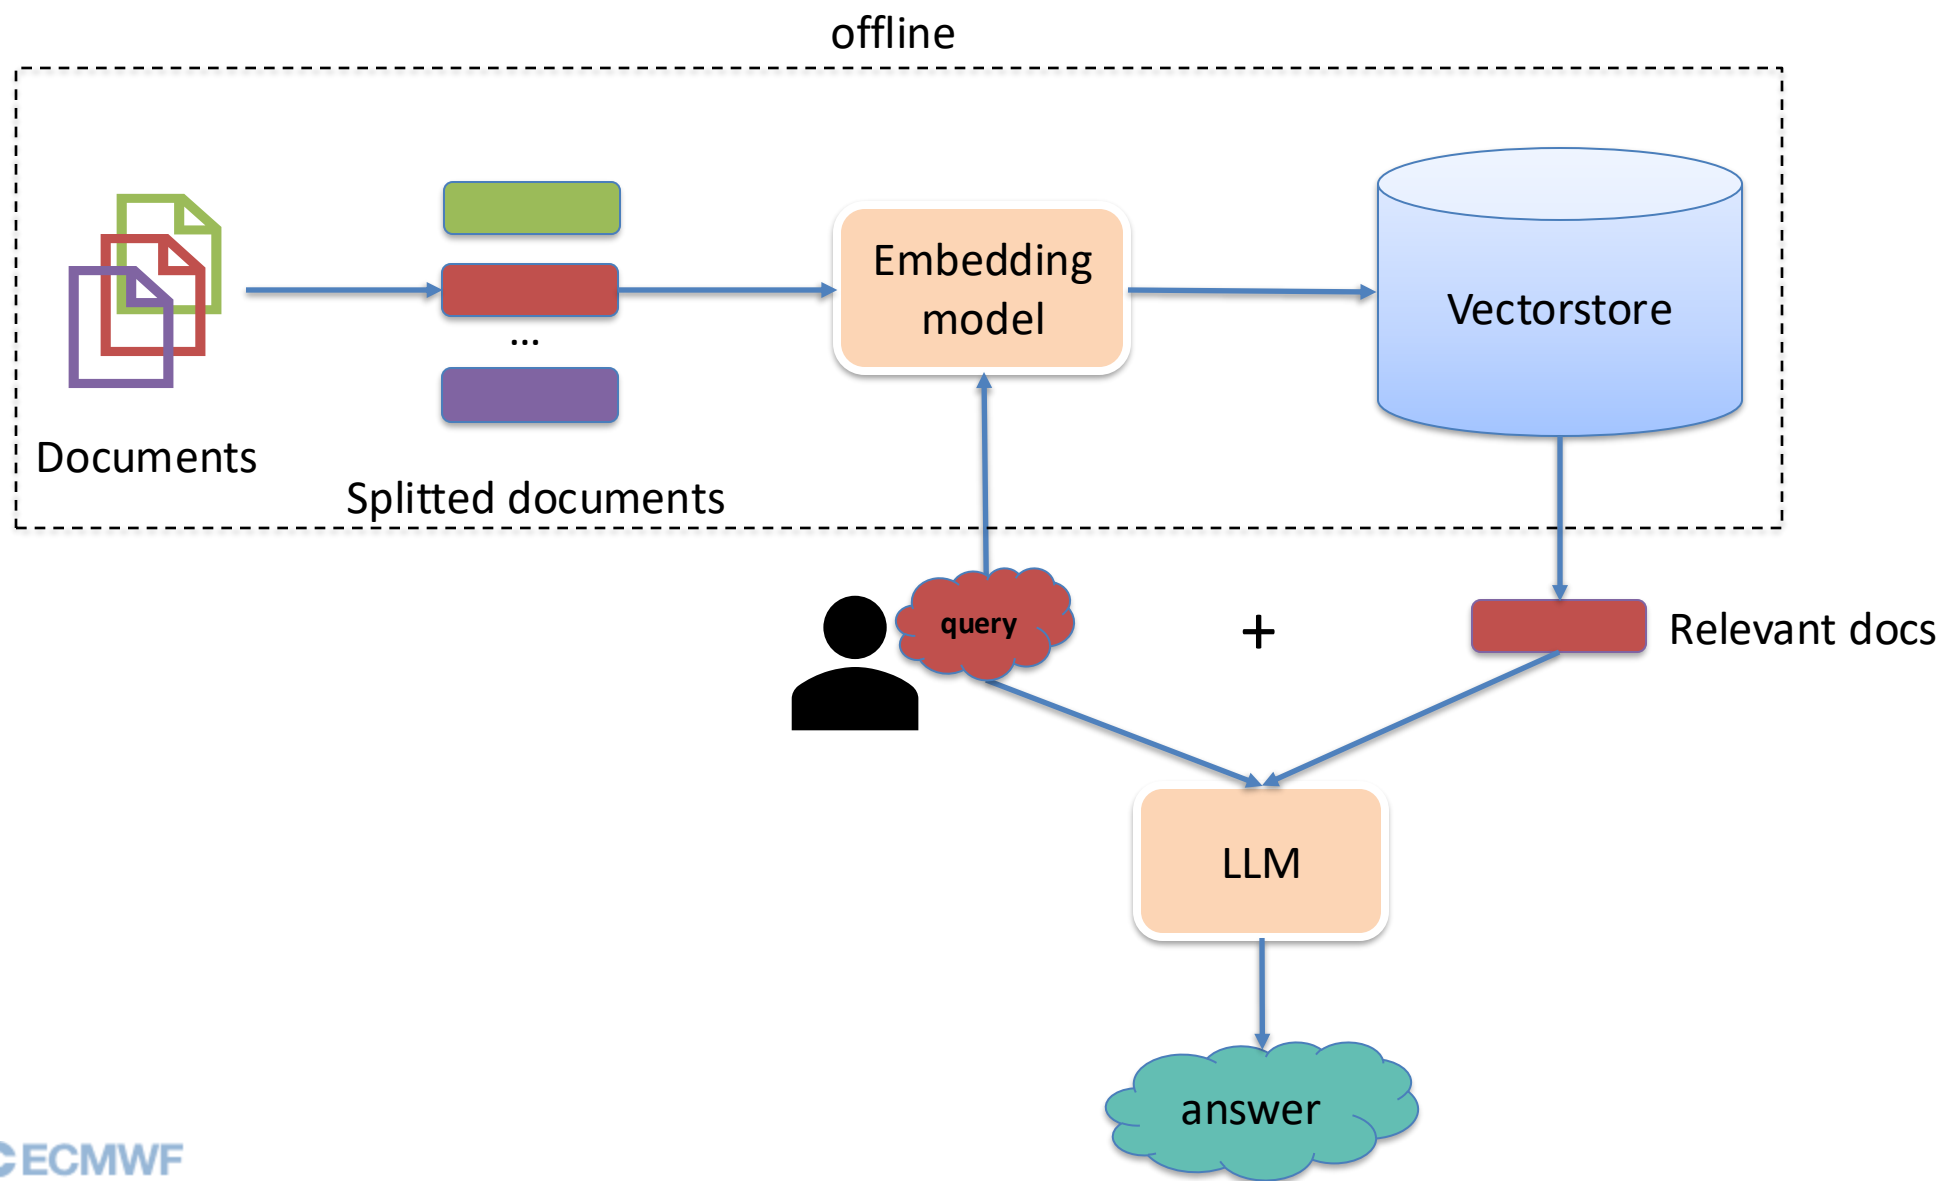 offline
Documents
Splitted documents
...
Embedding
model
Vectorstore
query
+
Relevant docs
LLM
answer
ECMWF